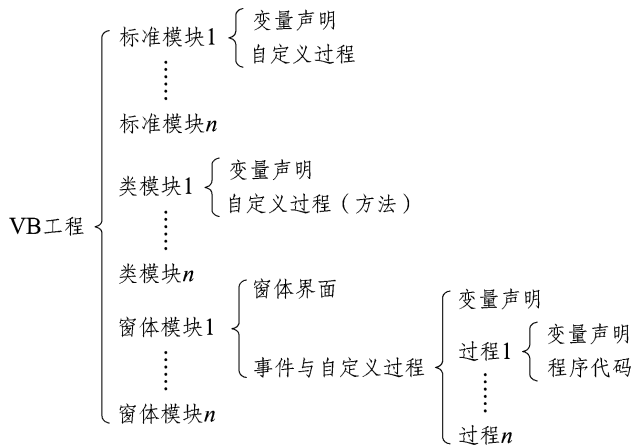 VB工程
标准模块1
变量声明
自定义过程
标准模块n
类模块1
变量声明
自定义过程（方法）
类模块n
窗体模块1
窗体界面
事件与自定义过程
变量声明
过程1
变量声明
程序代码
过程n
窗体模块n